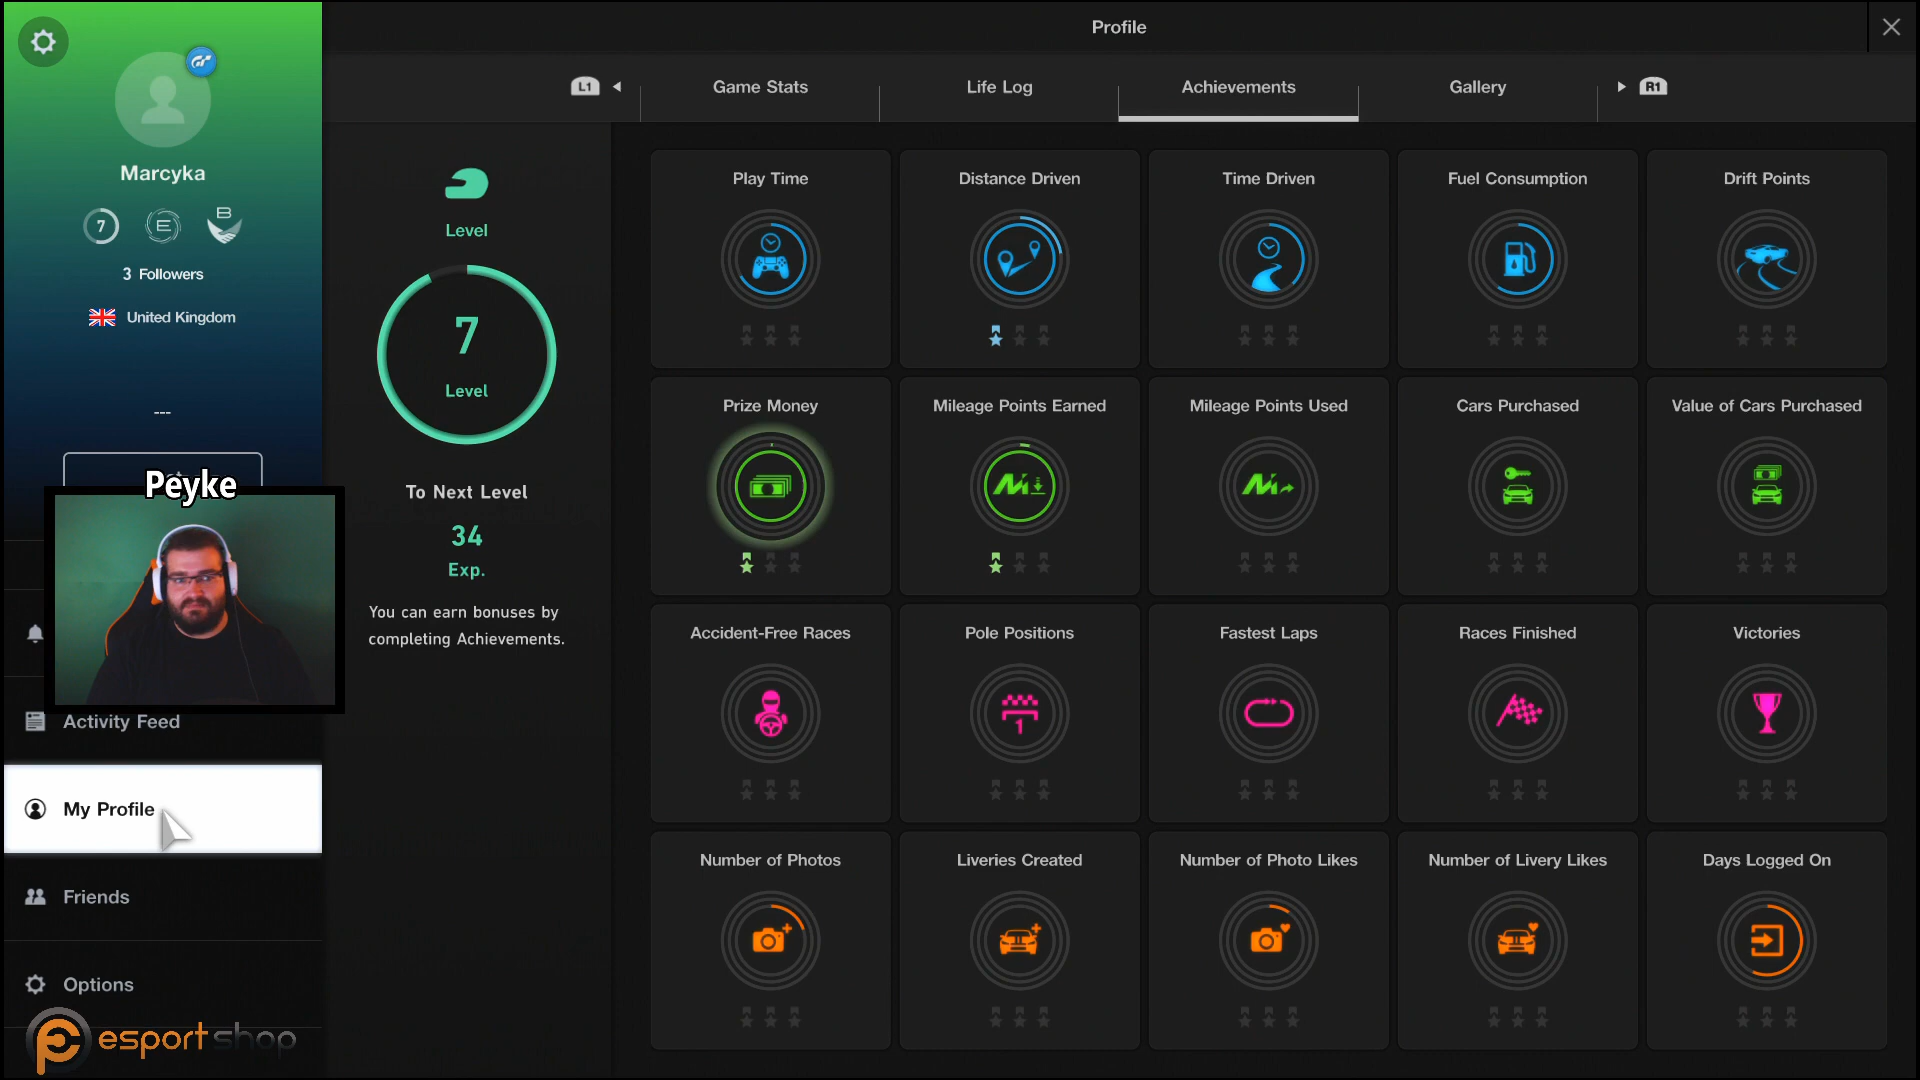 Profile
L1
Game Stats
Life Log
Achievements
Gallery
R1
Marcyka
7
E
B
3 Followers
United Kingdom
---
Peyke
Activity Feed
My Profile
Friends
Options
esportshop
Level
7
Level
To Next Level
34
Exp.
You can earn bonuses by
completing Achievements.
Play Time
Distance Driven
Time Driven
Fuel Consumption
Drift Points
Prize Money
Mileage Points Earned
Mileage Points Used
Cars Purchased
Value of Cars Purchased
Accident-Free Races
Pole Positions
1
Fastest Laps
Races Finished
Victories
Number of Photos
Liveries Created
Number of Photo Likes
Number of Livery Likes
Days Logged On